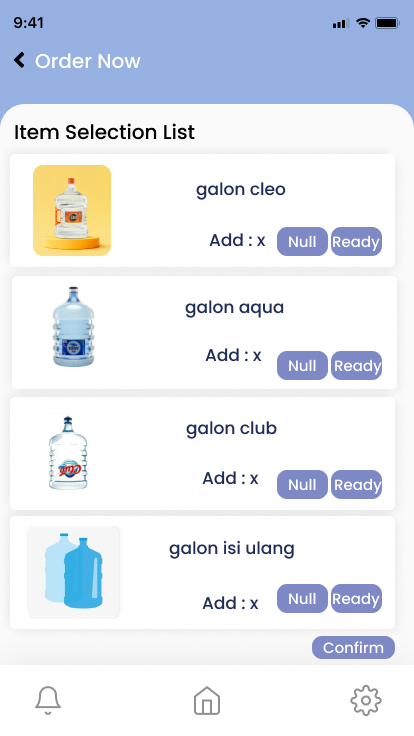 9:41
Order Now
Item Selection List
galon cleo
Add : x
Null
Ready
galon aqua
Add : x
Null
Ready
galon club
Club
Add : x
Null
Ready
galon isi ulang
Add : x
Null
Ready
Confirm